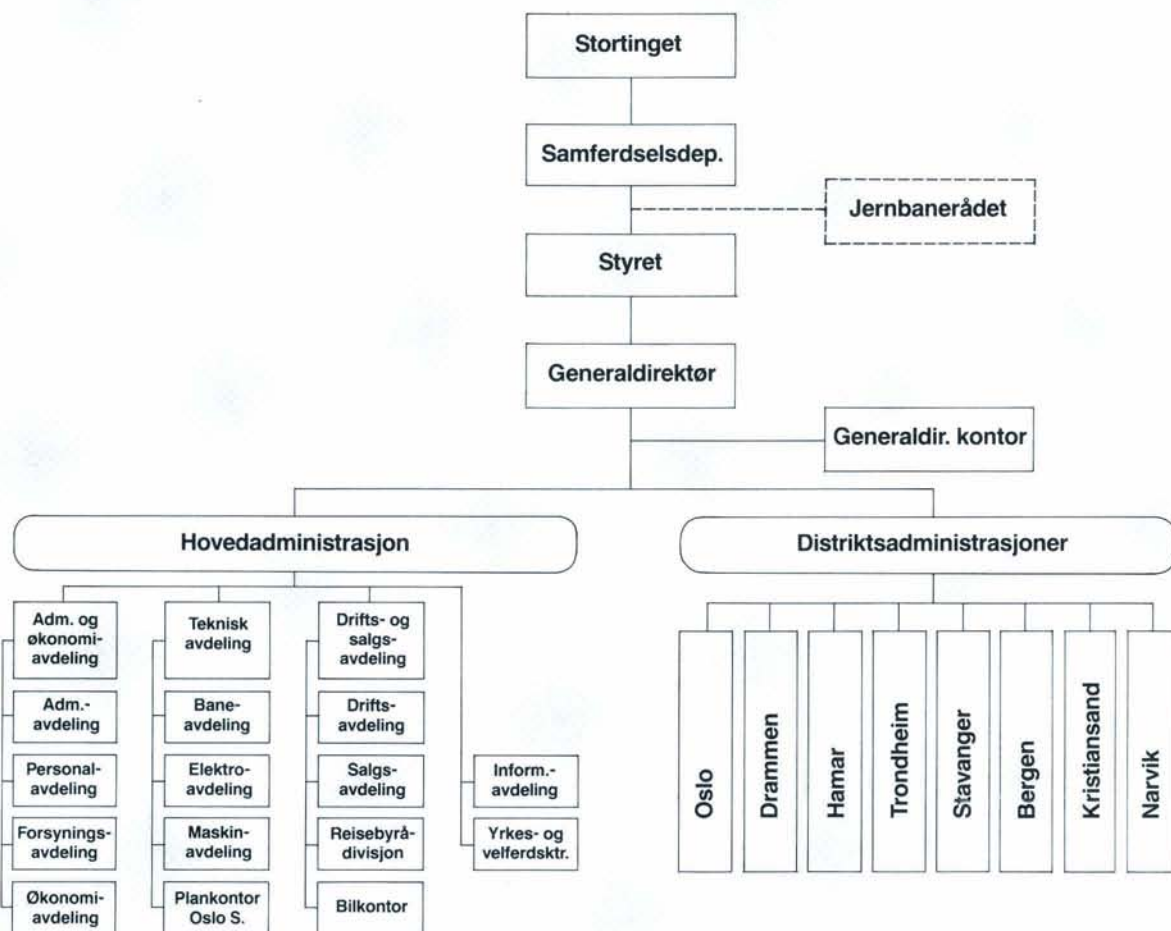 Stortinget
Samferdselsdep.
Jernbanerådet
Styret
Generaldirektør
Generaldir. kontor
Hovedadministrasjon
Adm. og
økonomi-
avdeling
Adm.-
avdeling
Personal-
avdeling
Forsynings-
avdeling
Økonomi-
avdeling
Teknisk
avdeling
Bane-
avdeling
Elektro-
avdeling
Maskin-
avdeling
Plankontor
Oslo S.
Drifts- og
salgs-
avdeling
Drifts-
avdeling
Salgs-
avdeling
Reisebyrå-
divisjon
Bilkontor
Inform.-
avdeling
Yrkes- og
velferdsktr.
Distriktsadministrasjoner
Oslo
Drammen
Hamar
Trondheim
Stavanger
Bergen
Kristiansand
Narvik